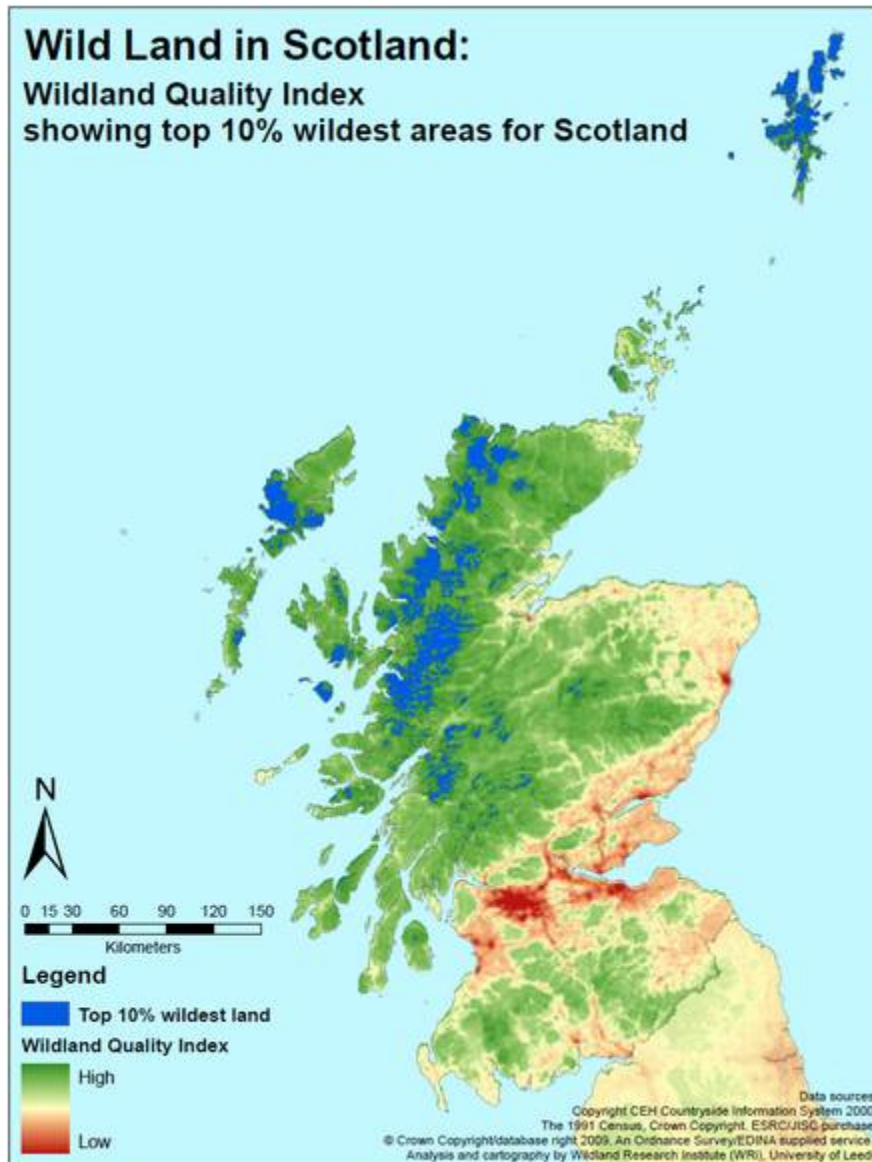 Wild Land in Scotland:
Wildland Quality Index
showing top 10% wildest areas for Scotland
N
0 15 30 60 90 120 150
Kilometers
Legend
Top 10% wildest land
Wildland Quality Index
High
Low
Data sources
Copyright CEH Countryside Information System 2000
The 1991 Census, Crown Copyright. ESRC/JISC purchase
© Crown Copyright/database right 2009. An Ordnance Survey/EDINA supplied service
Analysis and cartography by Wildland Research Institute (WRi), University of Leed